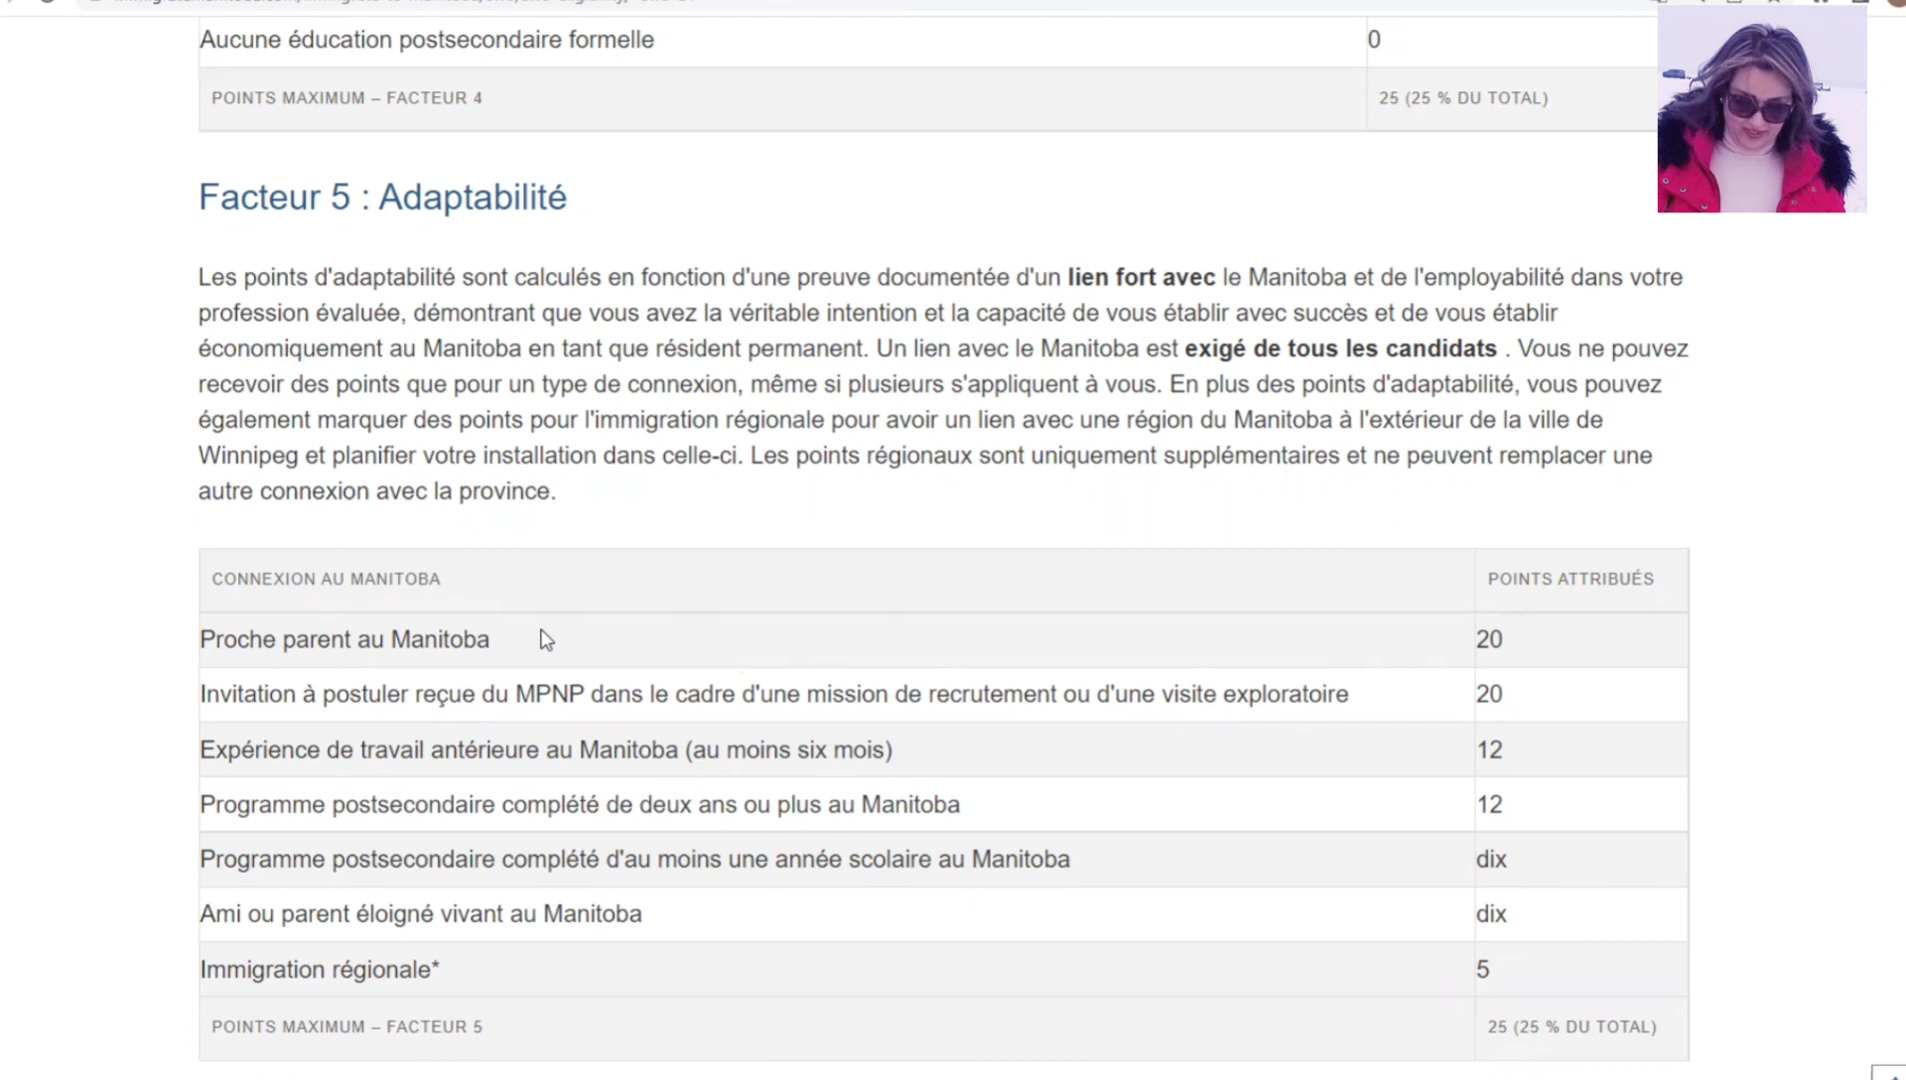 Aucune éducation postsecondaire formelle 0
POINTS MAXIMUM – FACTEUR 4 25 (25 % DU TOTAL)
Facteur 5 : Adaptabilité
Les points d'adaptabilité sont calculés en fonction d'une preuve documentée d'un lien fort avec le Manitoba et de l'employabilité dans votre
profession évaluée, démontrant que vous avez la véritable intention et la capacité de vous établir avec succès et de vous établir
économiquement au Manitoba en tant que résident permanent. Un lien avec le Manitoba est exigé de tous les candidats . Vous ne pouvez
recevoir des points que pour un type de connexion, même si plusieurs s'appliquent à vous. En plus des points d'adaptabilité, vous pouvez
également marquer des points pour l'immigration régionale pour avoir un lien avec une région du Manitoba à l'extérieur de la ville de
Winnipeg et planifier votre installation dans celle-ci. Les points régionaux sont uniquement supplémentaires et ne peuvent remplacer une
autre connexion avec la province.
CONNEXION AU MANITOBA POINTS ATTRIBUÉS
Proche parent au Manitoba 20
Invitation à postuler reçue du MPNP dans le cadre d'une mission de recrutement ou d'une visite exploratoire 20
Expérience de travail antérieure au Manitoba (au moins six mois) 12
Programme postsecondaire complété de deux ans ou plus au Manitoba 12
Programme postsecondaire complété d'au moins une année scolaire au Manitoba dix
Ami ou parent éloigné vivant au Manitoba dix
Immigration régionale* 5
POINTS MAXIMUM – FACTEUR 5 25 (25 % DU TOTAL)